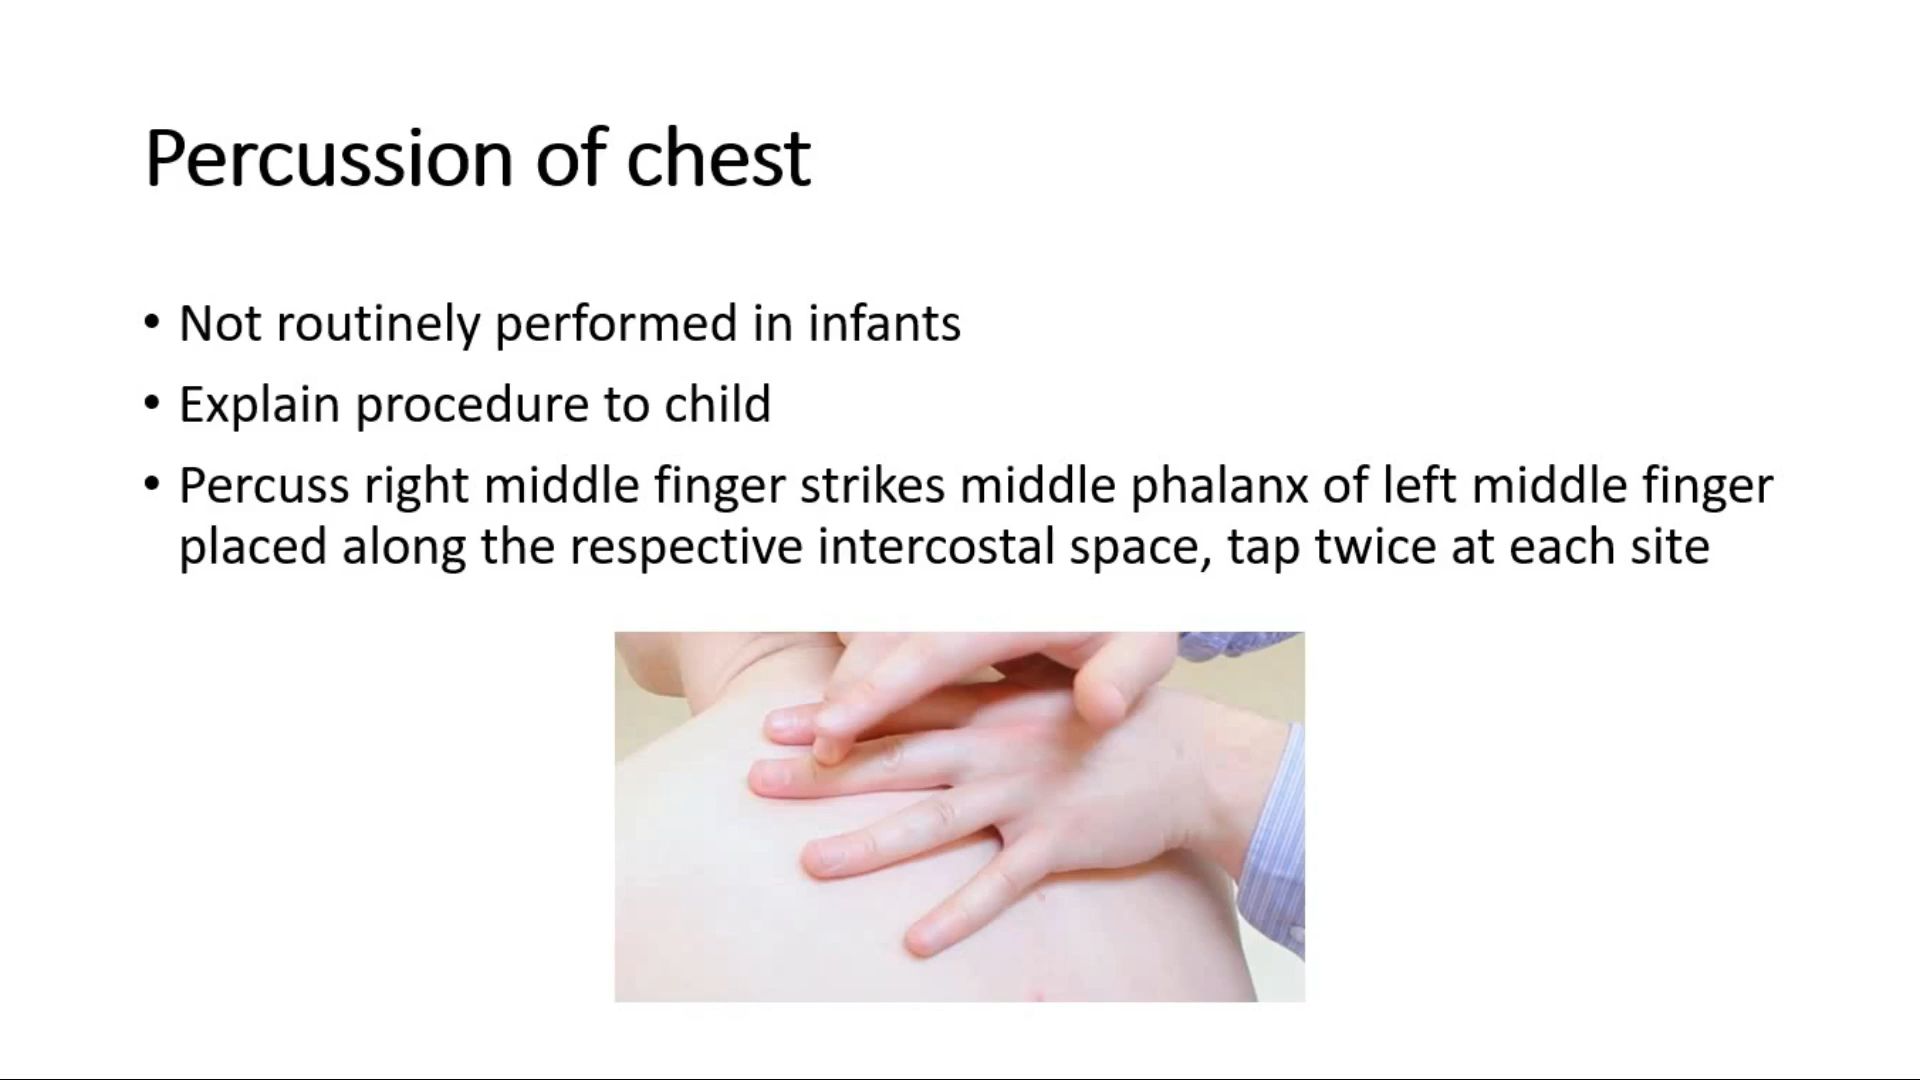 Percussion of chest
• Not routinely performed in infants
• Explain procedure to child
• Percuss right middle finger strikes middle phalanx of left middle finger
placed along the respective intercostal space, tap twice at each site